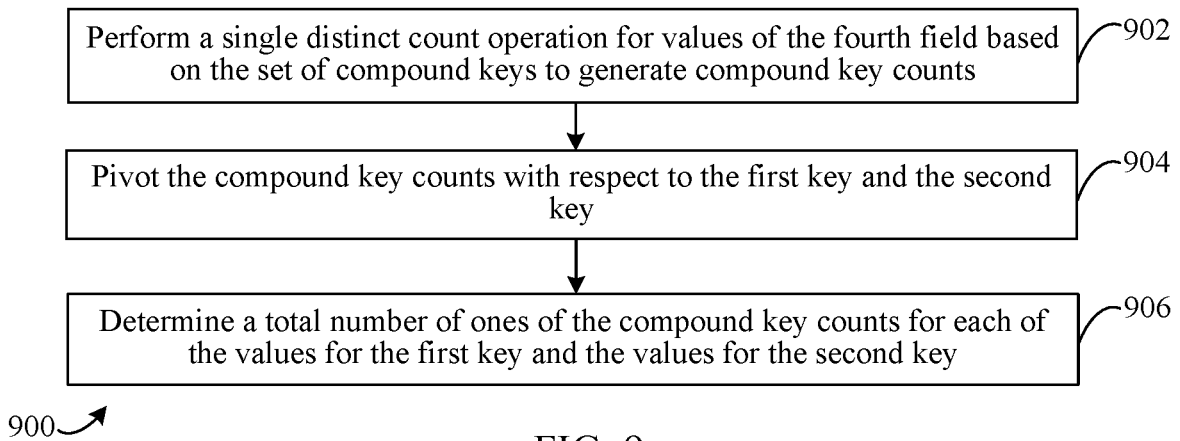 Perform a single distinct count operation for values of the fourth field based
on the set of compound keys to generate compound key counts
902
Pivot the compound key counts with respect to the first key and the second
key
904
Determine a total number of ones of the compound key counts for each of
the values for the first key and the values for the second key
906
900
FIG. 9